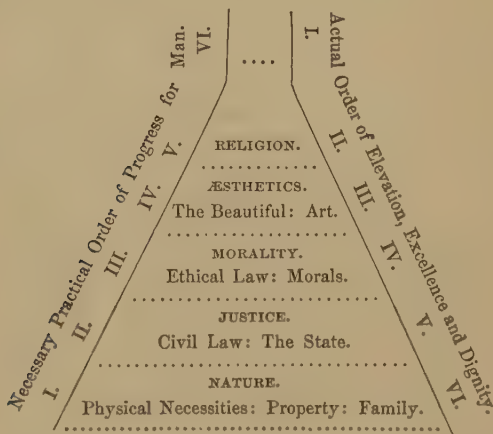 Necessary Practical Order of Progress for Man.
I. II. III. IV. V. VI.
Actual Order of Elevation, Excellence and Dignity.
I. II. III. IV. V. VI.
....
RELIGION.
ÆSTHETICS.
The Beautiful: Art.
MORALITY.
Ethical Law: Morals.
JUSTICE.
Civil Law: The State.
NATURE.
Physical Necessities: Property: Family.